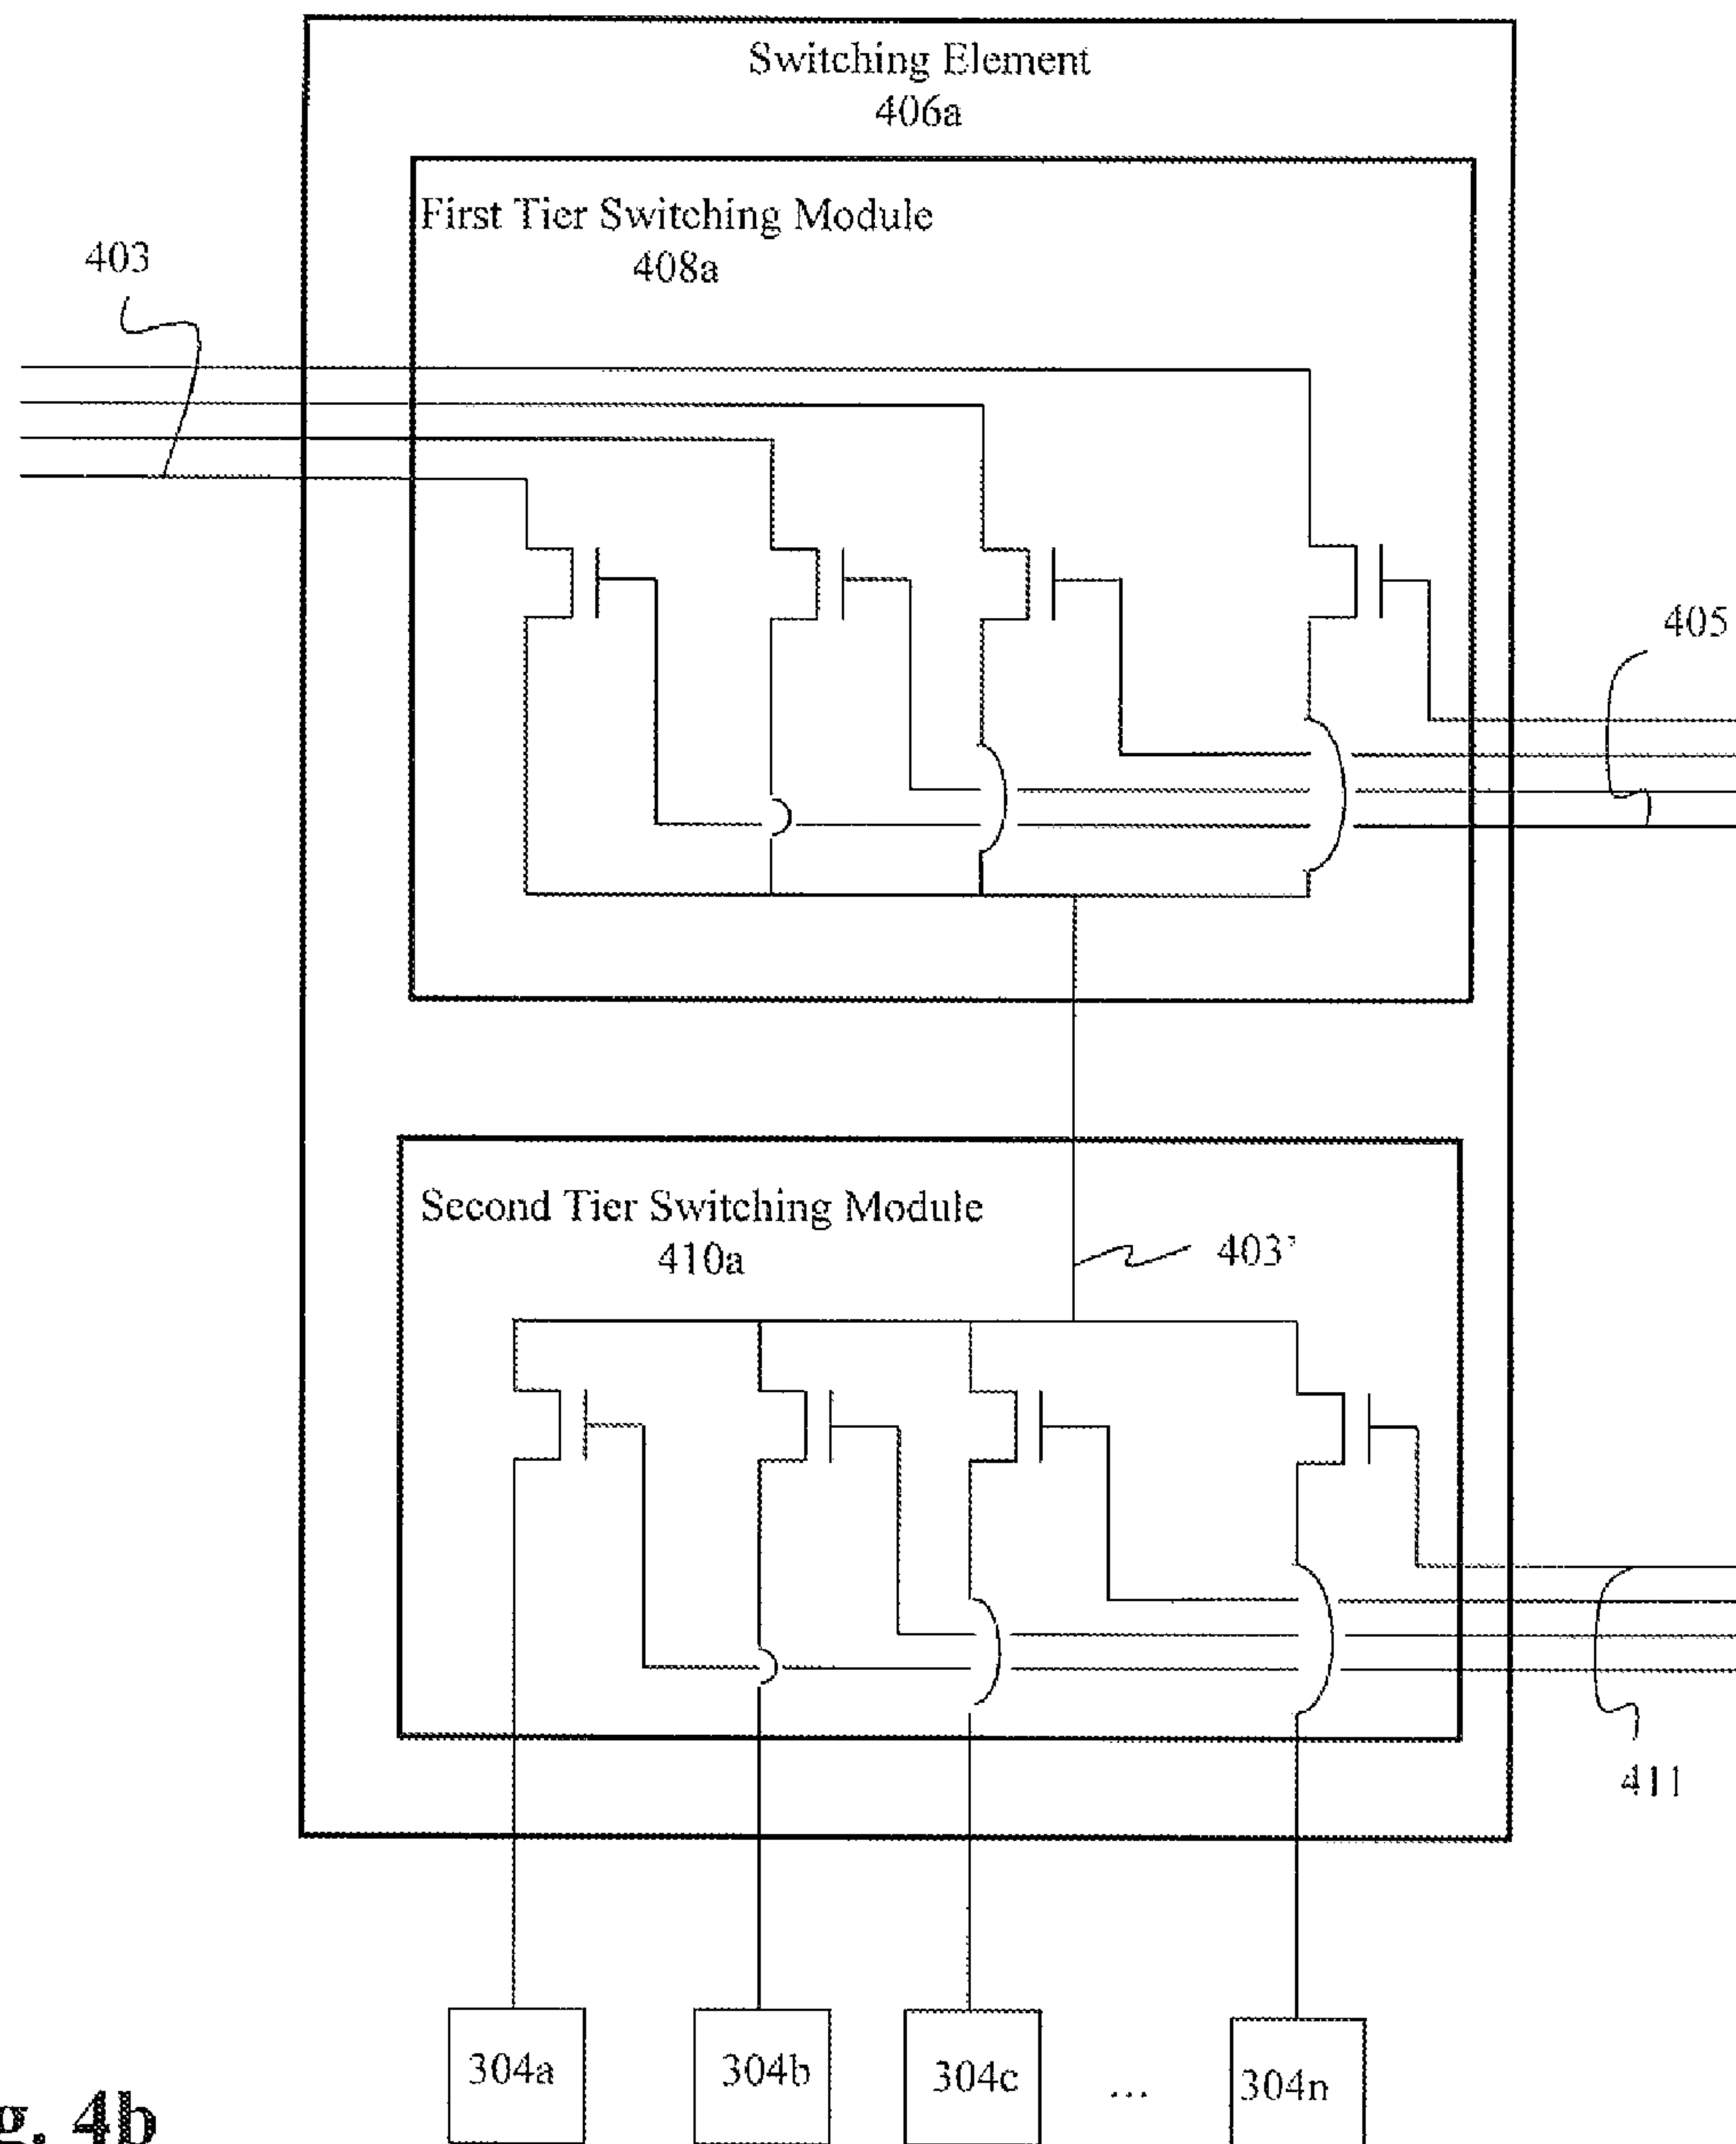 Switching Element
406a
First Tier Switching Module
408a
403
405
Second Tier Switching Module
410a
403'
411
304a
304b
304c
...
304n
g. 4b